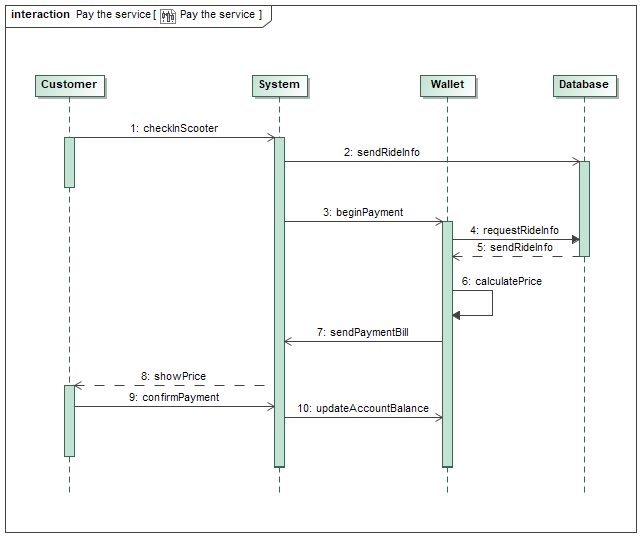 interaction Pay the service [ Pay the service ]
Customer
System
Wallet
Database
1: checkInScooter
2: sendRideInfo
3: beginPayment
4: requestRideInfo
5: sendRideInfo
6: calculatePrice
7: sendPaymentBill
8: showPrice
9: confirmPayment
10: updateAccountBalance